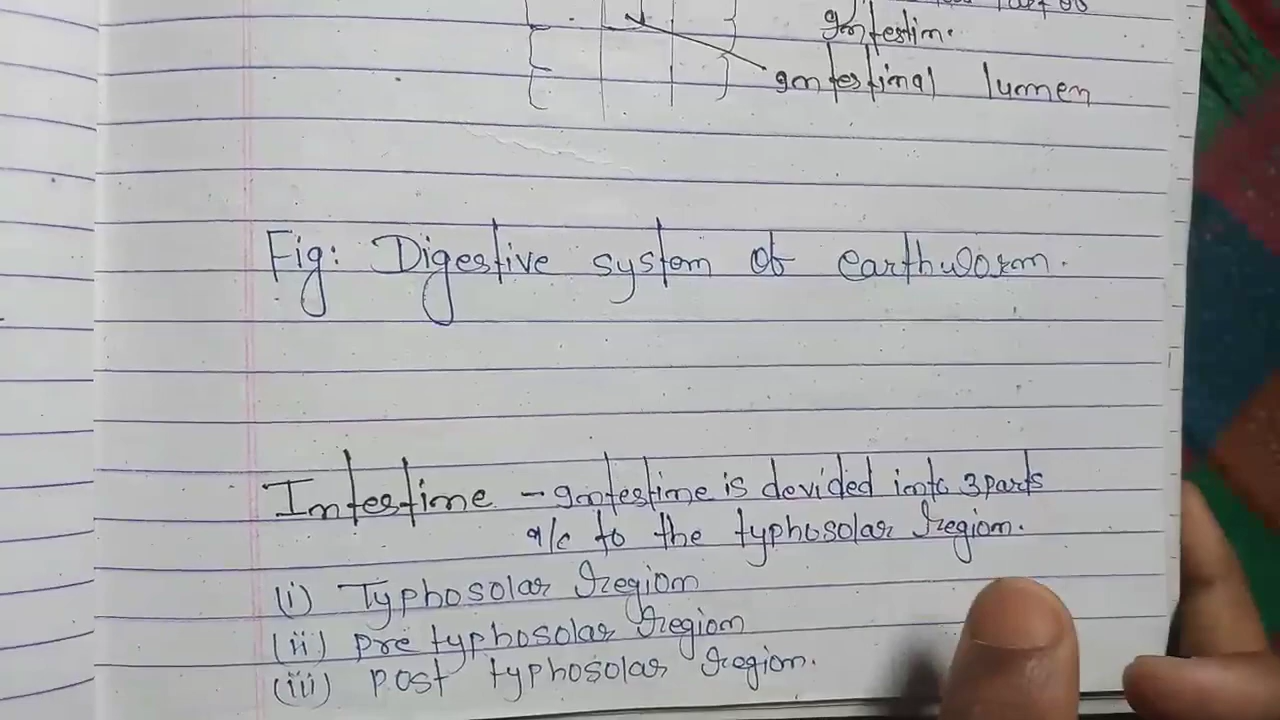 Intestin.
Intestinal lumen
Fig: Digestive system of earthworm.
Intestine - Intestine is devided into 3 parts
a/c to the typhosolar region.
(i) Typhosolar region
(ii) pre typhosolar region
(iii) post typhosolar region.